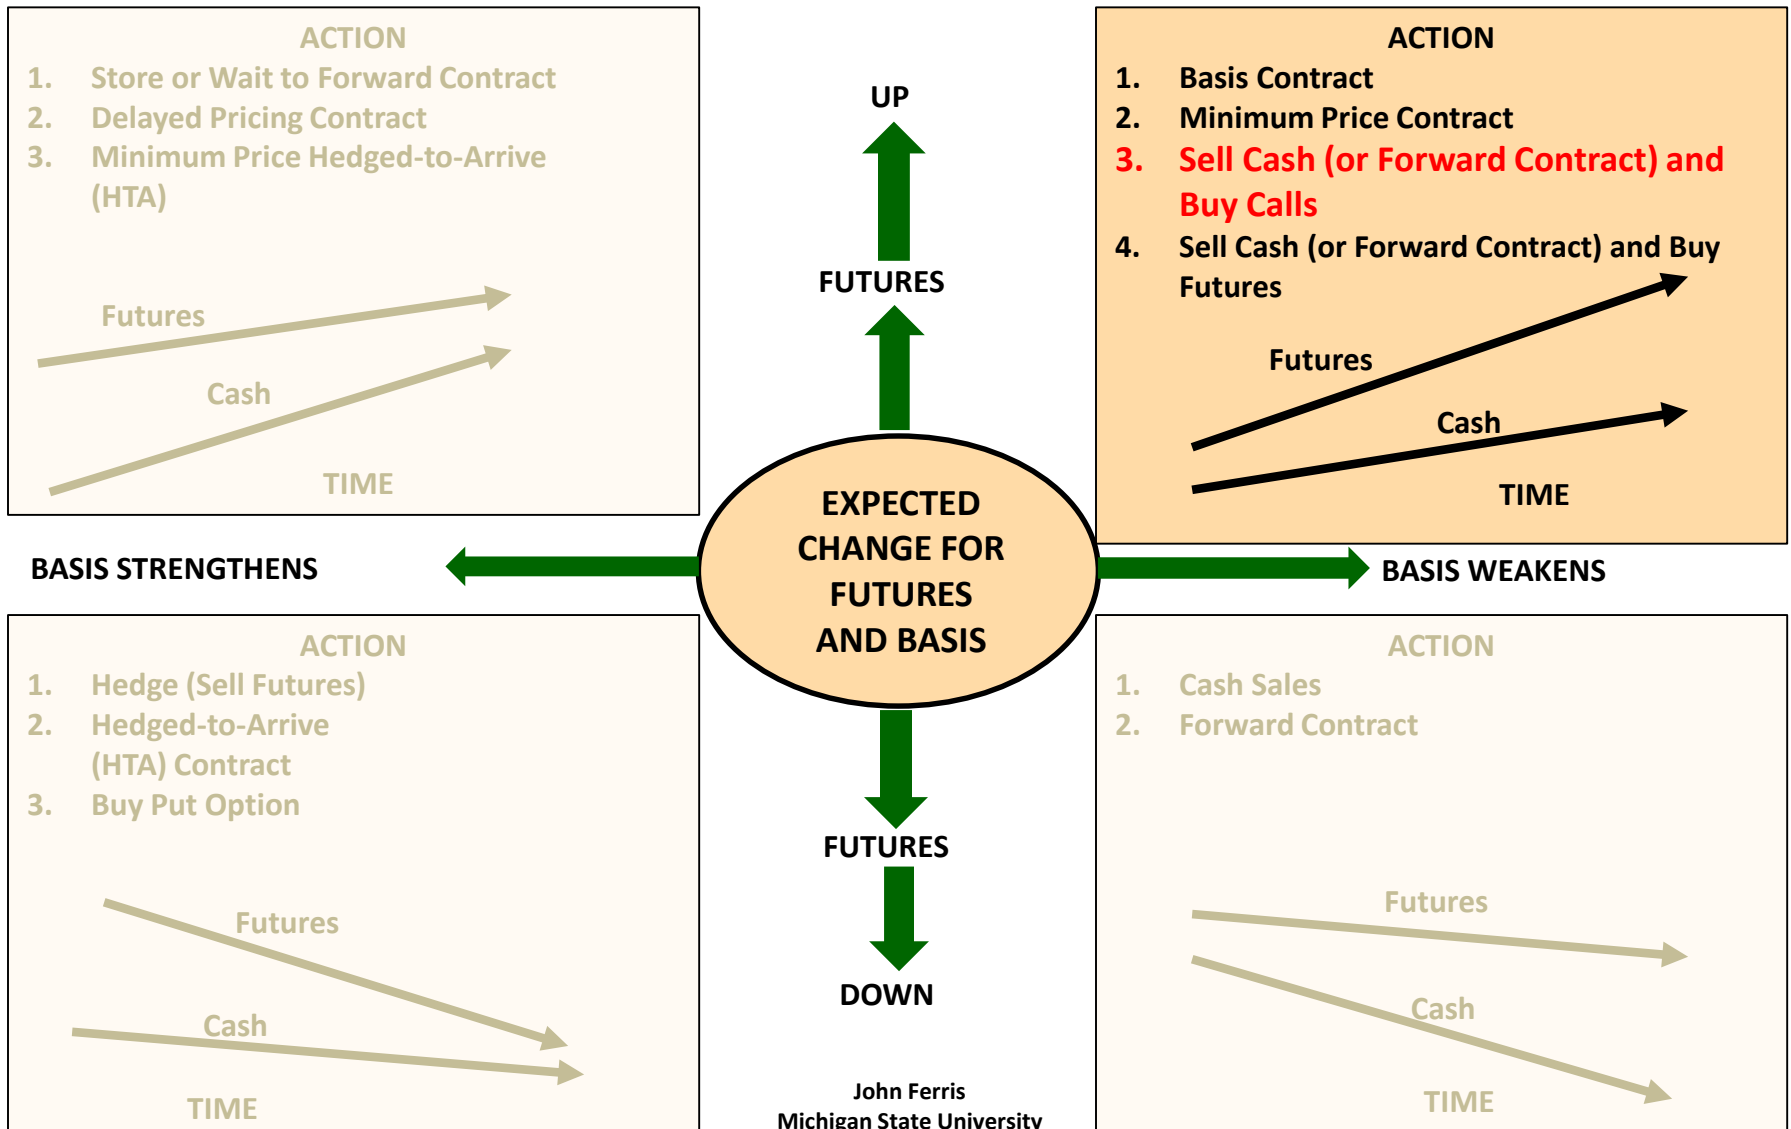 ACTION
1. Store or Wait to Forward Contract
2. Delayed Pricing Contract
3. Minimum Price Hedged-to-Arrive
(HTA)
Futures
Cash
TIME
UP
FUTURES
ACTION
1. Basis Contract
2. Minimum Price Contract
3. Sell Cash (or Forward Contract) and
Buy Calls
4. Sell Cash (or Forward Contract) and Buy
Futures
Futures
Cash
TIME
BASIS STRENGTHENS
EXPECTED
CHANGE FOR
FUTURES
AND BASIS
BASIS WEAKENS
ACTION
1. Hedge (Sell Futures)
2. Hedged-to-Arrive
(HTA) Contract
3. Buy Put Option
Futures
Cash
TIME
FUTURES
DOWN
John Ferris
Michigan State University
ACTION
1. Cash Sales
2. Forward Contract
Futures
Cash
TIME